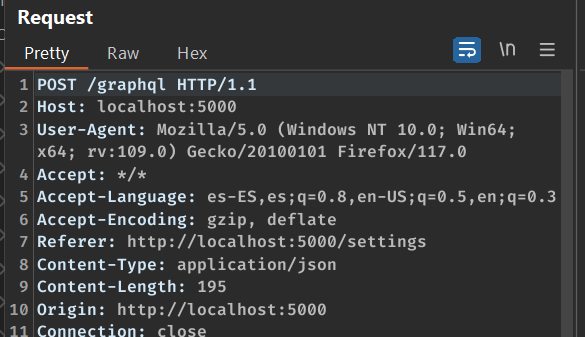 Request
Pretty Raw Hex \n
1 POST /graphql HTTP/1.1
2 Host: localhost:5000
3 User-Agent: Mozilla/5.0 (Windows NT 10.0; Win64;
x64; rv:109.0) Gecko/20100101 Firefox/117.0
4 Accept: */*
5 Accept-Language: es-ES,es;q=0.8,en-US;q=0.5,en;q=0.3
6 Accept-Encoding: gzip, deflate
7 Referer: http://localhost:5000/settings
8 Content-Type: application/json
9 Content-Length: 195
10 Origin: http://localhost:5000
11 Connection: close